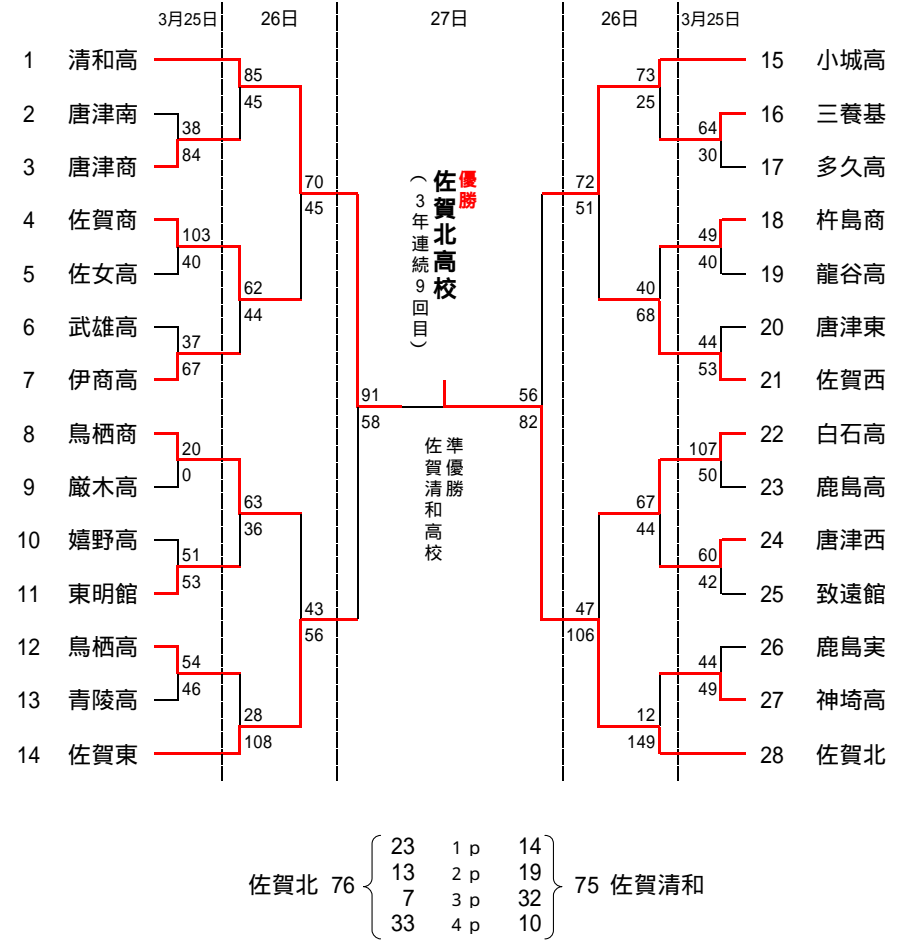 3月25日 26日 27日 26日 3月25日
1 清和高
2 唐津南
3 唐津商
4 佐賀商
5 佐女高
6 武雄高
7 伊商高
8 鳥栖商
9 厳木高
10 嬉野高
11 東明館
12 鳥栖高
13 青陵高
14 佐賀東
85
45
38
84
103
40
62
44
37
67
20
0
63
36
51
53
54
46
28
108
70
45
43
56
91
58
優勝
佐賀北高校
(3年連続9回目)
準優勝
佐賀清和高校
56
82
72
51
47
106
73
25
64
30
49
40
40
68
44
53
107
50
67
44
60
42
44
49
12
149
15 小城高
16 三養基
17 多久高
18 杵島商
19 龍谷高
20 唐津東
21 佐賀西
22 白石高
23 鹿島高
24 唐津西
25 致遠館
26 鹿島実
27 神埼高
28 佐賀北
23 1p 14
13 2p 19
佐賀北 76 75 佐賀清和
7 3p 32
33 4p 10